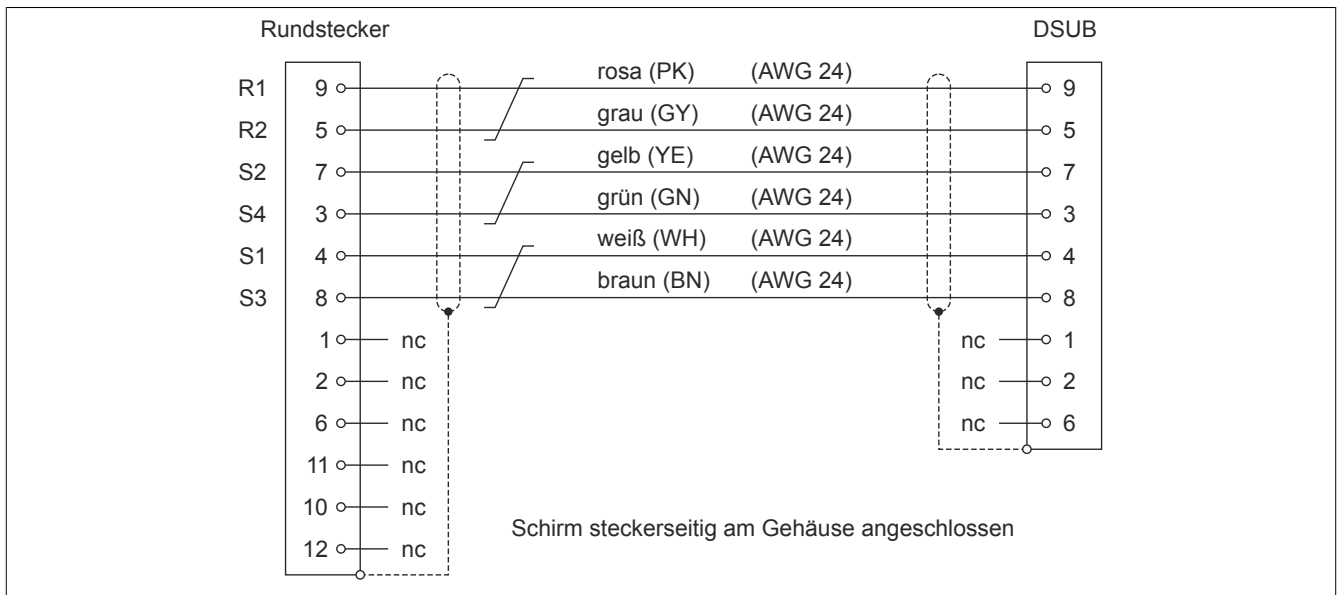 Rundstecker DSUB
R1 9 rosa (PK) (AWG 24) 9
R2 5 grau (GY) (AWG 24) 5
S2 7 gelb (YE) (AWG 24) 7
S4 3 grün (GN) (AWG 24) 3
S1 4 weiß (WH) (AWG 24) 4
S3 8 braun (BN) (AWG 24) 8
1 nc nc 1
2 nc nc 2
6 nc nc 6
11 nc
10 nc
Schirm steckerseitig am Gehäuse angeschlossen
12 nc